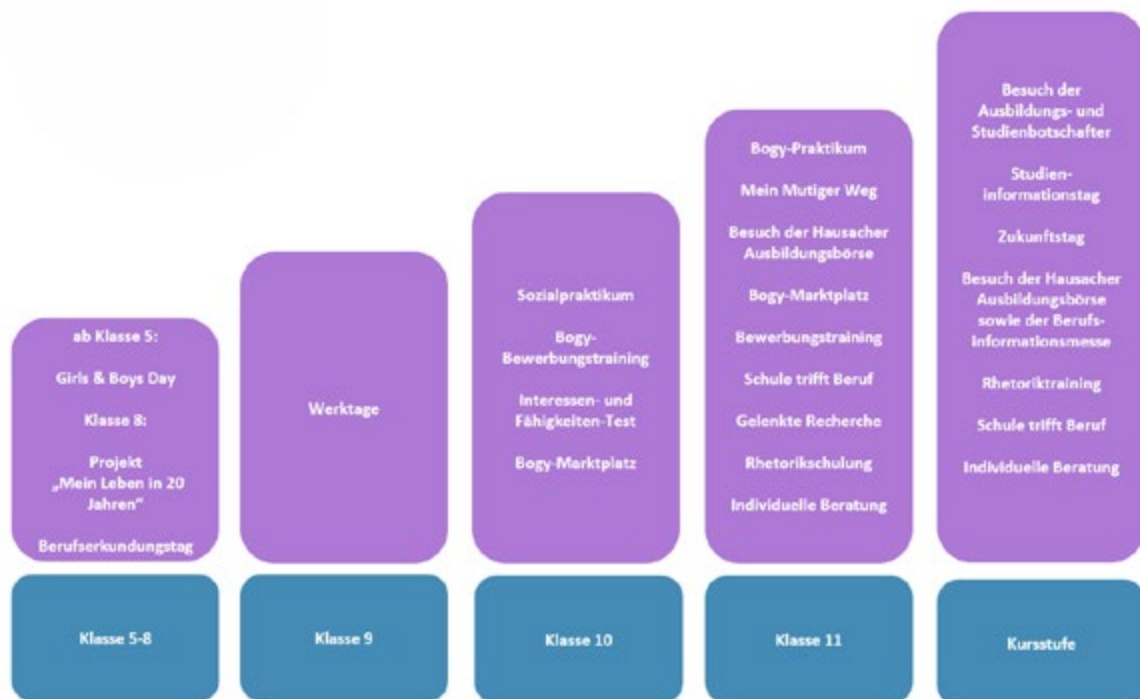 ab Klasse 5:
Girls & Boys Day
Klasse 8:
Projekt
„Mein Leben in 20
Jahren“
Berufserkundungstag
Klasse 5-8
Werktage
Klasse 9
Sozialpraktikum
Bogy-
Bewerbungstraining
Interessen- und
Fähigkeiten-Test
Bogy-Marktplatz
Klasse 10
Bogy-Praktikum
Mein Mutiger Weg
Besuch der Hausacher
Ausbildungsbörse
Bogy-Marktplatz
Bewerbungstraining
Schule trifft Beruf
Gelenkte Recherche
Rhetorikschulung
Individuelle Beratung
Klasse 11
Besuch der
Ausbildungs- und
Studienbotschafter
Studien-
informationstag
Zukunftstag
Besuch der Hausacher
Ausbildungsbörse
sowie der Berufs-
informationsmesse
Rhetoriktraining
Schule trifft Beruf
Individuelle Beratung
Kursstufe